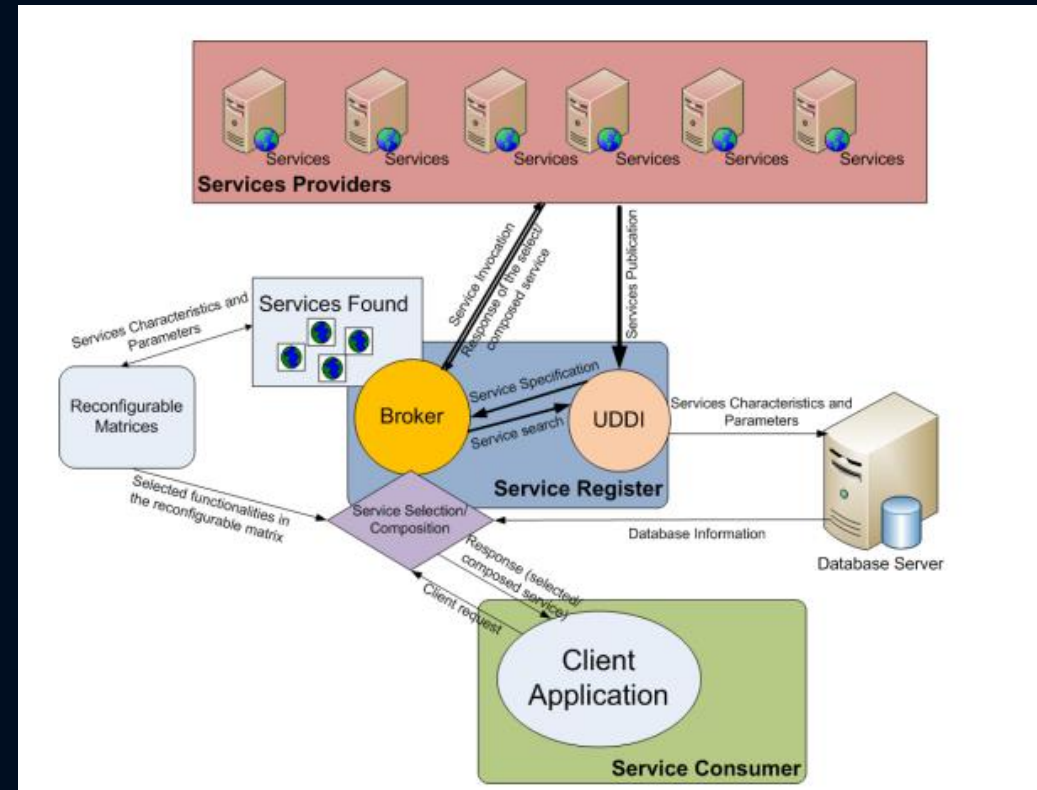 Services
Services
Services
Services
Services
Services
Services Providers
Service Invocation
Response of the select/
composed service
Services Publication
Services Found
Services Characteristics and
Parameters
Reconfigurable
Matrices
Broker
Service Specification
Service search
UDDI
Services Characteristics and
Parameters
Service Register
Selected functionalities in
the reconfigurable matrix
Service Selection/
Composition
Database Information
Database Server
Response (selected/
composed service)
Client request
Client
Application
Service Consumer